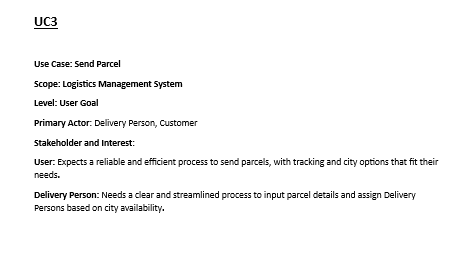 UC3
Use Case: Send Parcel
Scope: Logistics Management System
Level: User Goal
Primary Actor: Delivery Person, Customer
Stakeholder and Interest:
User: Expects a reliable and efficient process to send parcels, with tracking and city options that fit their
needs.
Delivery Person: Needs a clear and streamlined process to input parcel details and assign Delivery
Persons based on city availability.